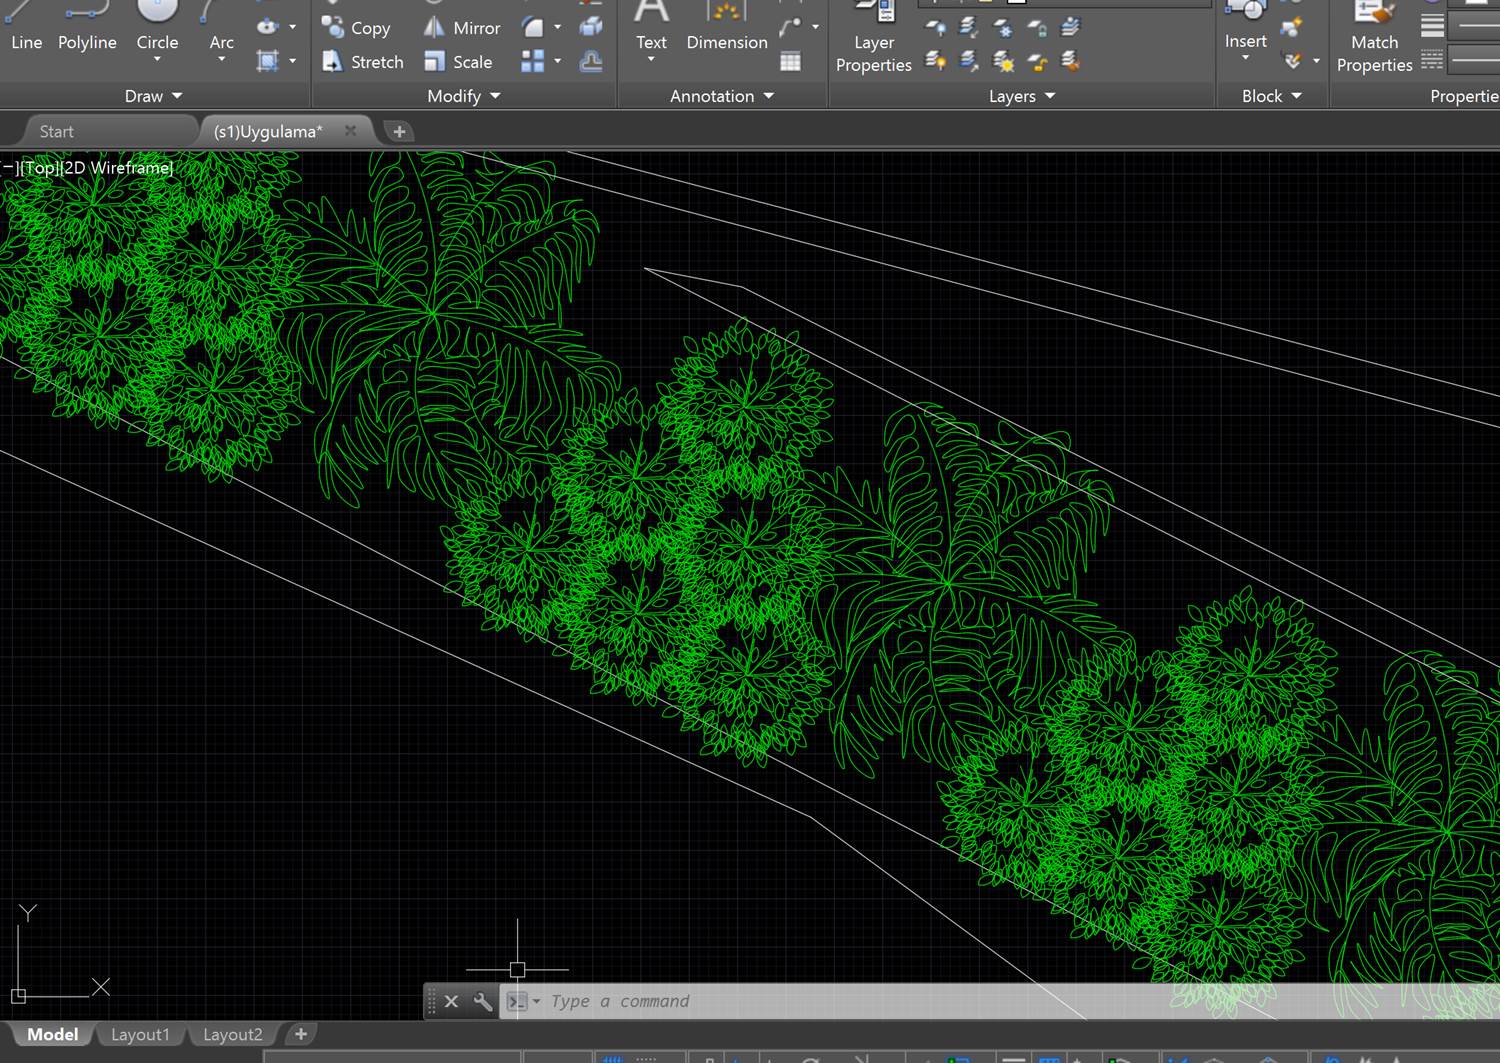 Line Polyline Circle Arc
Copy Mirror
Stretch Scale
Text Dimension
Layer Properties
Insert
Match Properties
Draw Modify Annotation Layers Block Propertie
Start (s1)Uygulama* +
[−][Top][2D Wireframe]
Y
X
Type a command
Model Layout1 Layout2 +